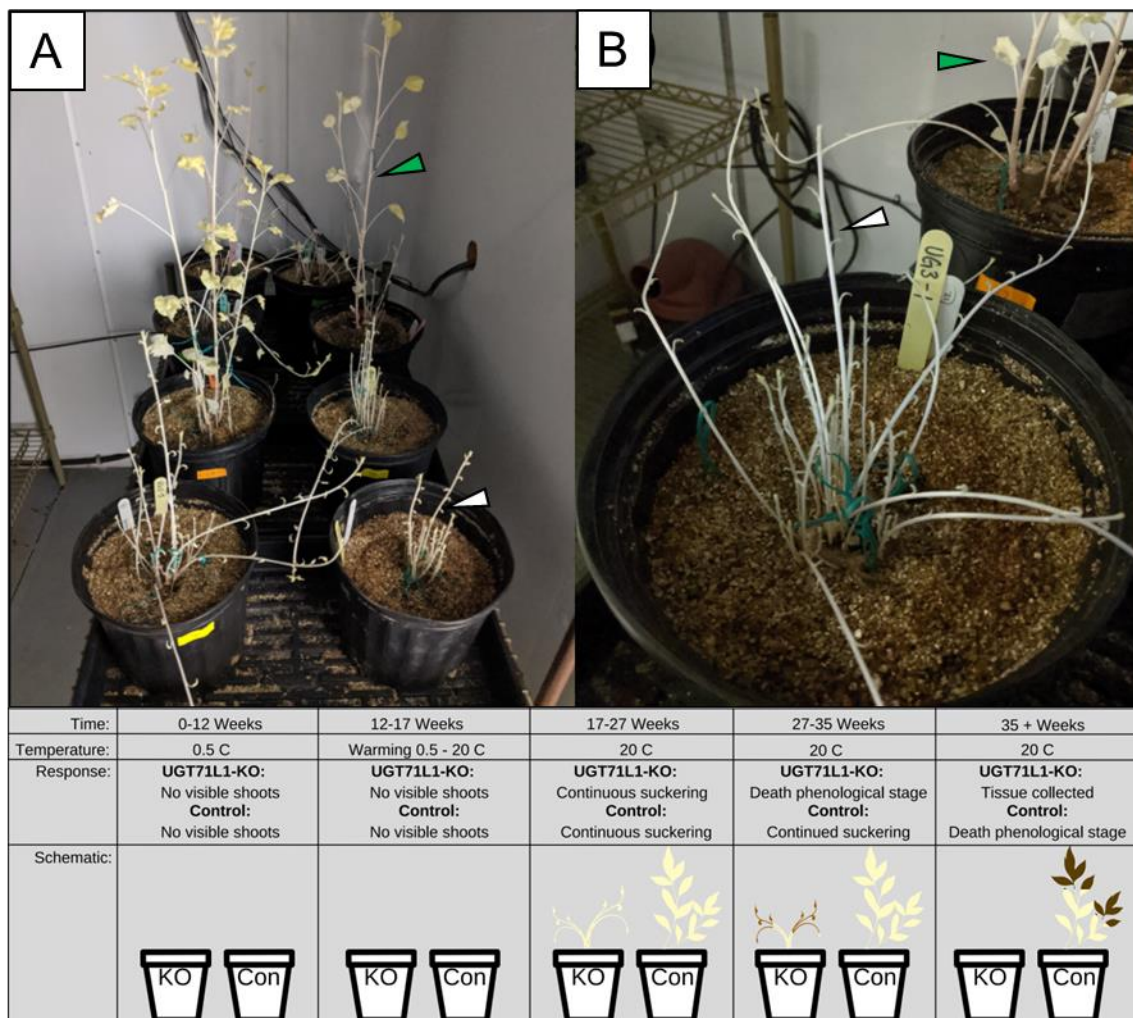 A
B
UG3-1
Time: 0-12 Weeks 12-17 Weeks 17-27 Weeks 27-35 Weeks 35 + Weeks
Temperature: 0.5 C Warming 0.5 - 20 C 20 C 20 C 20 C
Response: UGT71L1-KO: UGT71L1-KO: UGT71L1-KO: UGT71L1-KO: UGT71L1-KO:
No visible shoots No visible shoots Continuous suckering Death phenological stage Tissue collected
Control: Control: Control: Control: Control:
No visible shoots No visible shoots Continuous suckering Continued suckering Death phenological stage
Schematic:
KO Con KO Con KO Con KO Con KO Con